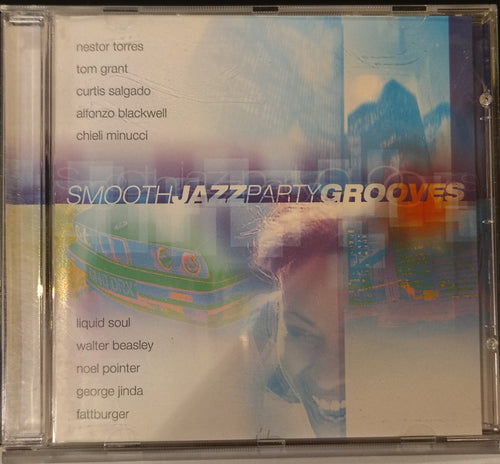 nestor torres
tom grant
curtis salgado
alfonzo blackwell
chieli minucci
SMOOTHJAZZPARTYGROOVES
liquid soul
walter beasley
noel pointer
george jinda
fattburger